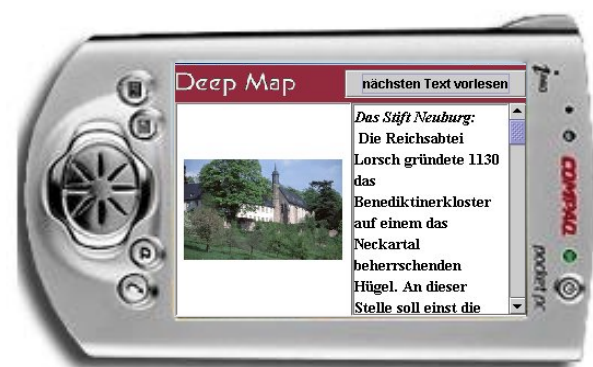 Deep Map
nächsten Text vorlesen
Das Stift Neuburg:
Die Reichsabtei
Lorsch gründete 1130
das
Benediktinerkloster
auf einem das
Neckartal
beherrschenden
Hügel. An dieser
Stelle soll einst die
COMPAQ
pocket pc